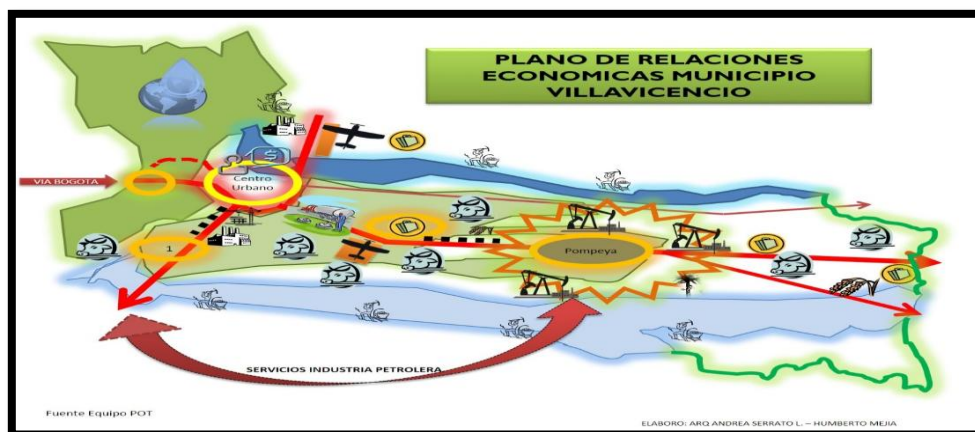 PLANO DE RELACIONES
ECONOMICAS MUNICIPIO
VILLAVICENCIO
$
Centro
Urbano
VIA BOGOTA
1
Pompeya
SERVICIOS INDUSTRIA PETROLERA
Fuente Equipo POT
ELABORO: ARQ ANDREA SERRATO L. – HUMBERTO MEJIA